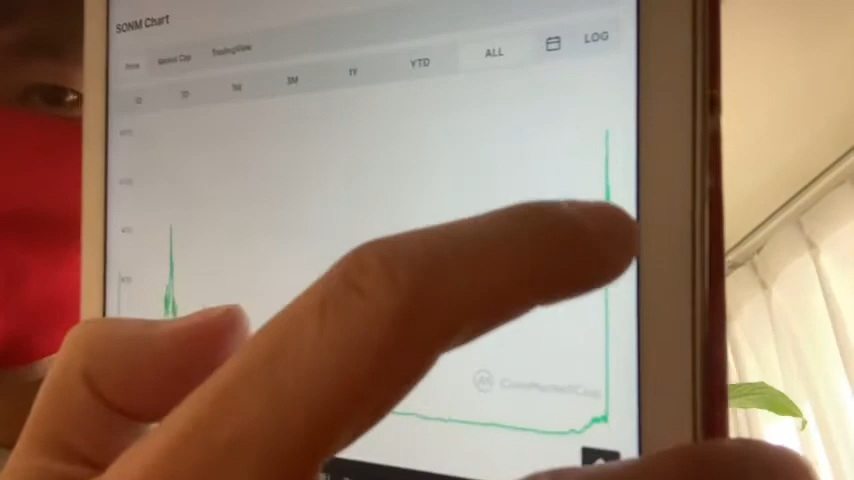 SONM Chart
Price Market Cap TradingView
1D 7D 1M 3M 1Y YTD ALL LOG
CoinMarketCap